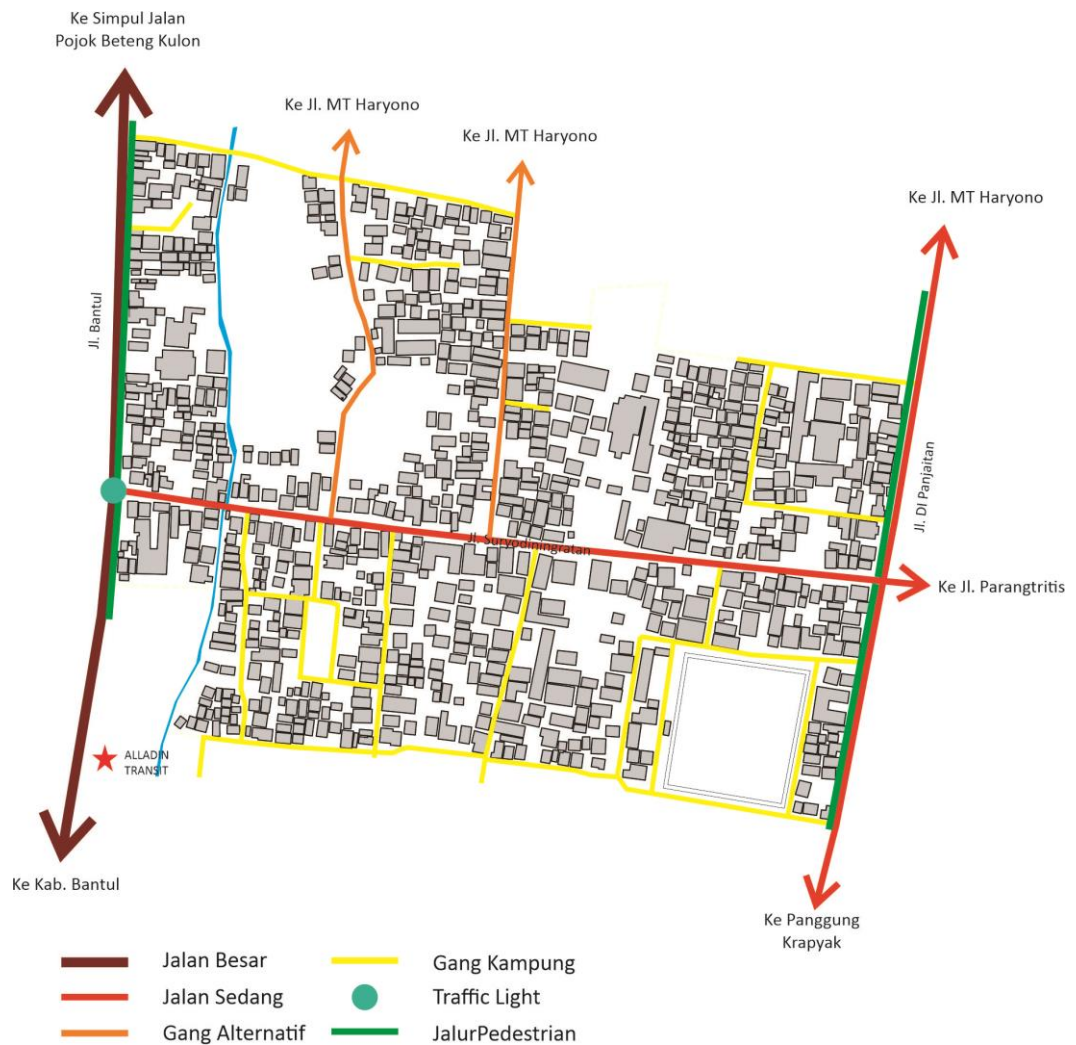 Ke Simpul Jalan
Pojok Beteng Kulon
Ke Jl. MT Haryono
Ke Jl. MT Haryono
Ke Jl. MT Haryono
Jl. Bantul
Jl. DI Panjaitan
Jl. Suryodiningratan
Ke Jl. Parangtritis
ALLADIN
TRANSIT
Ke Kab. Bantul
Ke Panggung
Krapyak
Jalan Besar
Gang Kampung
Jalan Sedang
Traffic Light
Gang Alternatif
JalurPedestrian